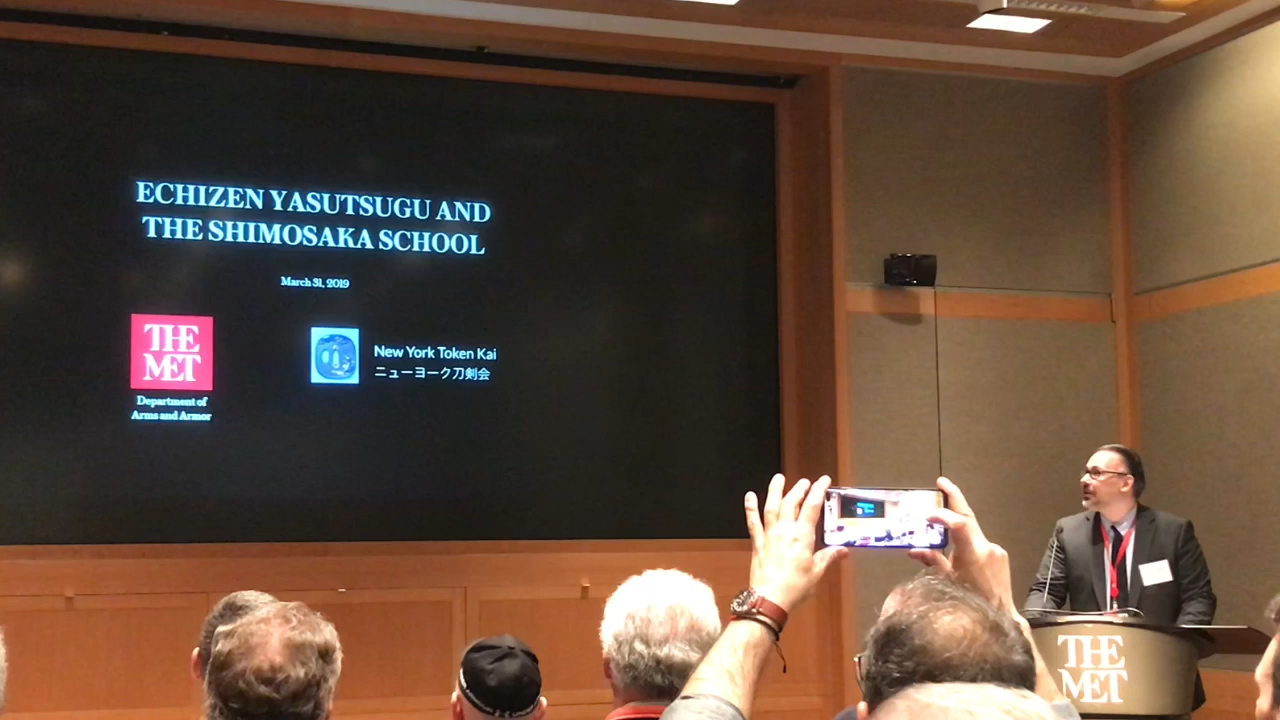 ECHIZEN YASUTSUGU AND
THE SHIMOSAKA SCHOOL
March 31, 2019
THE
MET
Department of
Arms and Armor
New York Token Kai
ニューヨーク刀剣会
THE
MET